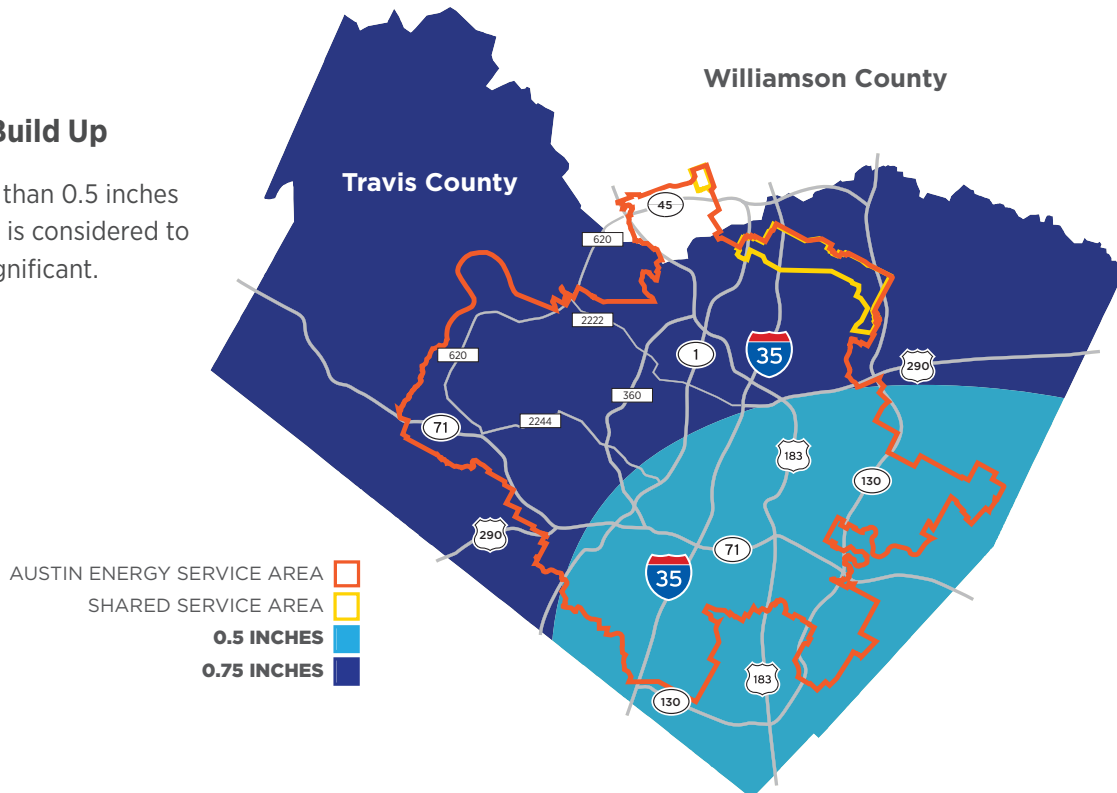 Build Up
than 0.5 inches
is considered to
gnificant.
Williamson County
Travis County
45
620
2222
620
1
35
290
360
71
2244
183
130
290
71
35
183
130
AUSTIN ENERGY SERVICE AREA
SHARED SERVICE AREA
0.5 INCHES
0.75 INCHES